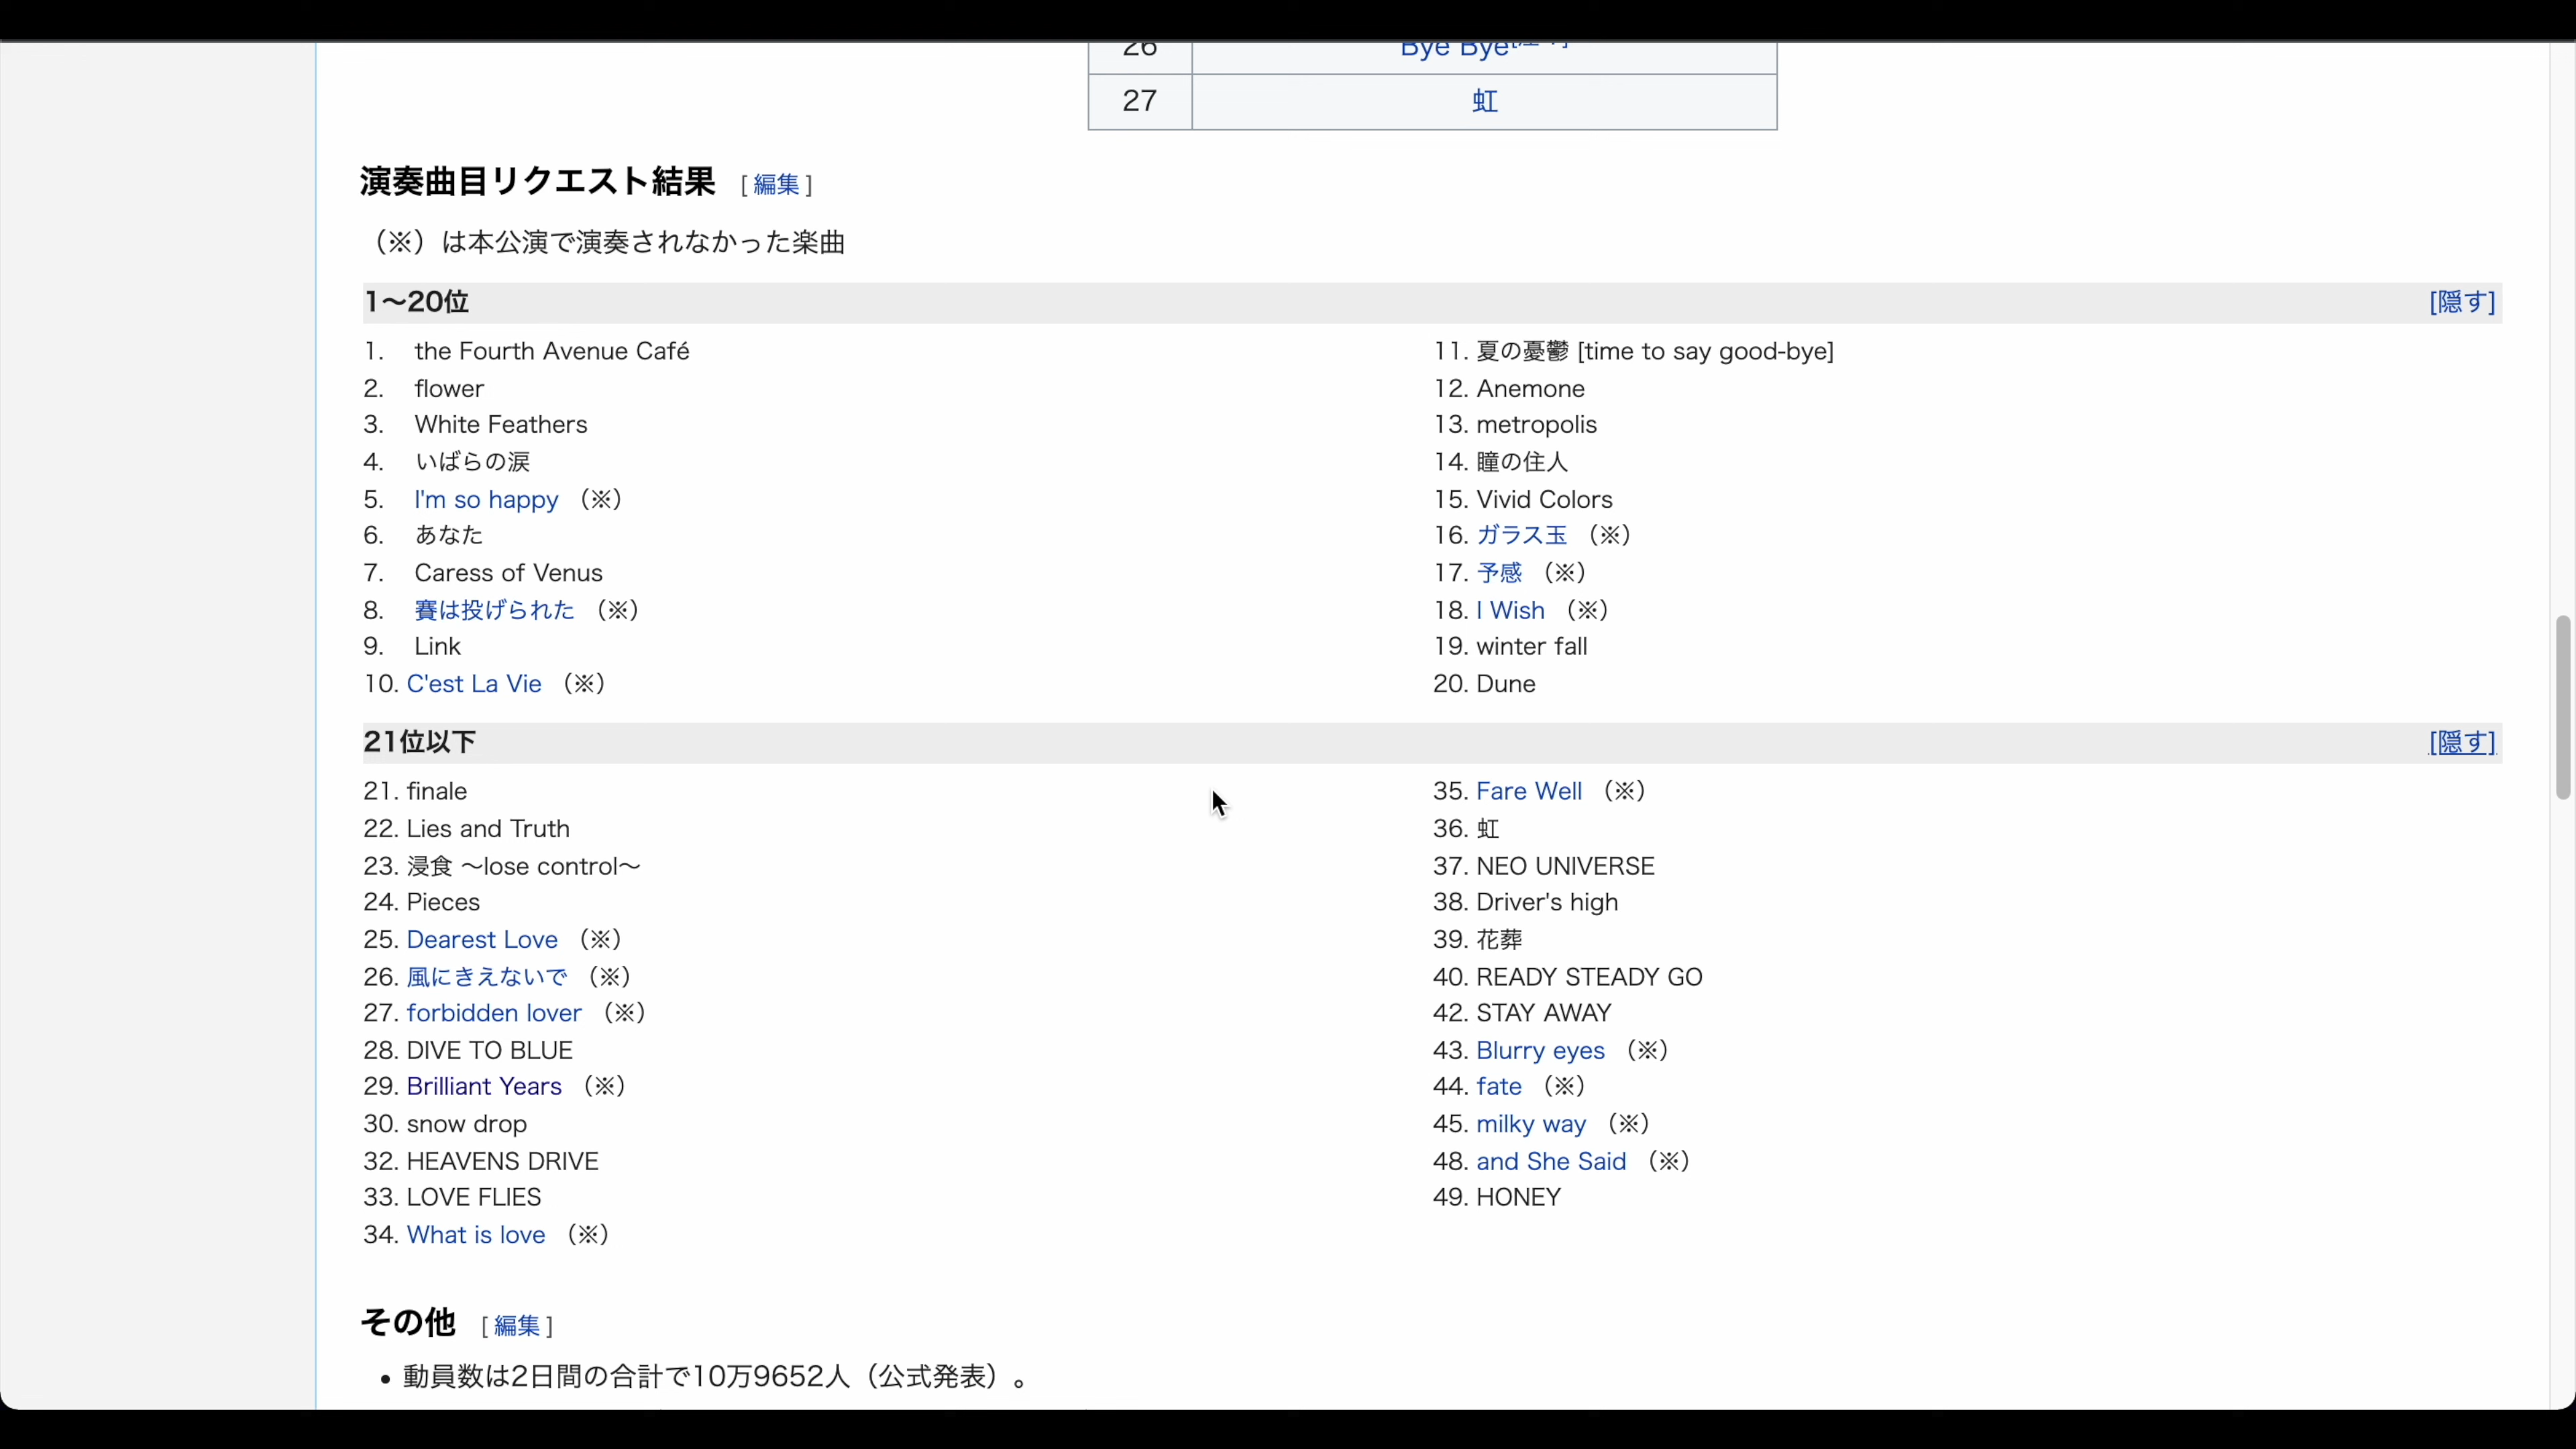 26 Bye Bye
27 虹
演奏曲目リクエスト結果 [編集]
（※）は本公演で演奏されなかった楽曲
1〜20位 [隠す]
1. the Fourth Avenue Café
2. flower
3. White Feathers
4. いばらの涙
5. I'm so happy （※）
6. あなた
7. Caress of Venus
8. 賽は投げられた （※）
9. Link
10. C'est La Vie （※）
11. 夏の憂鬱 [time to say good-bye]
12. Anemone
13. metropolis
14. 瞳の住人
15. Vivid Colors
16. ガラス玉 （※）
17. 予感 （※）
18. I Wish （※）
19. winter fall
20. Dune
21位以下 [隠す]
21. finale
22. Lies and Truth
23. 浸食 〜lose control〜
24. Pieces
25. Dearest Love （※）
26. 風にきえないで （※）
27. forbidden lover （※）
28. DIVE TO BLUE
29. Brilliant Years （※）
30. snow drop
32. HEAVENS DRIVE
33. LOVE FLIES
34. What is love （※）
35. Fare Well （※）
36. 虹
37. NEO UNIVERSE
38. Driver's high
39. 花葬
40. READY STEADY GO
42. STAY AWAY
43. Blurry eyes （※）
44. fate （※）
45. milky way （※）
48. and She Said （※）
49. HONEY
その他 [編集]
• 動員数は2日間の合計で10万9652人（公式発表）。